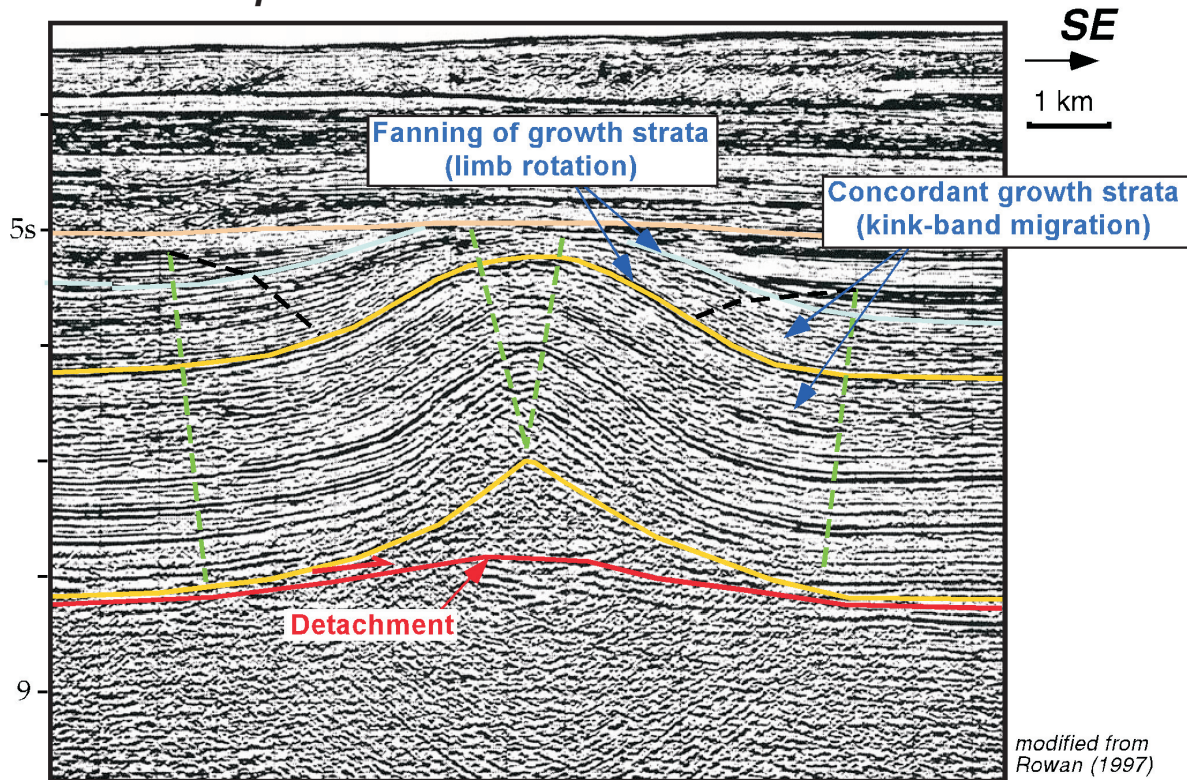 SE
1 km
Fanning of growth strata
(limb rotation)
Concordant growth strata
(kink-band migration)
5s
Detachment
9
modified from
Rowan (1997)